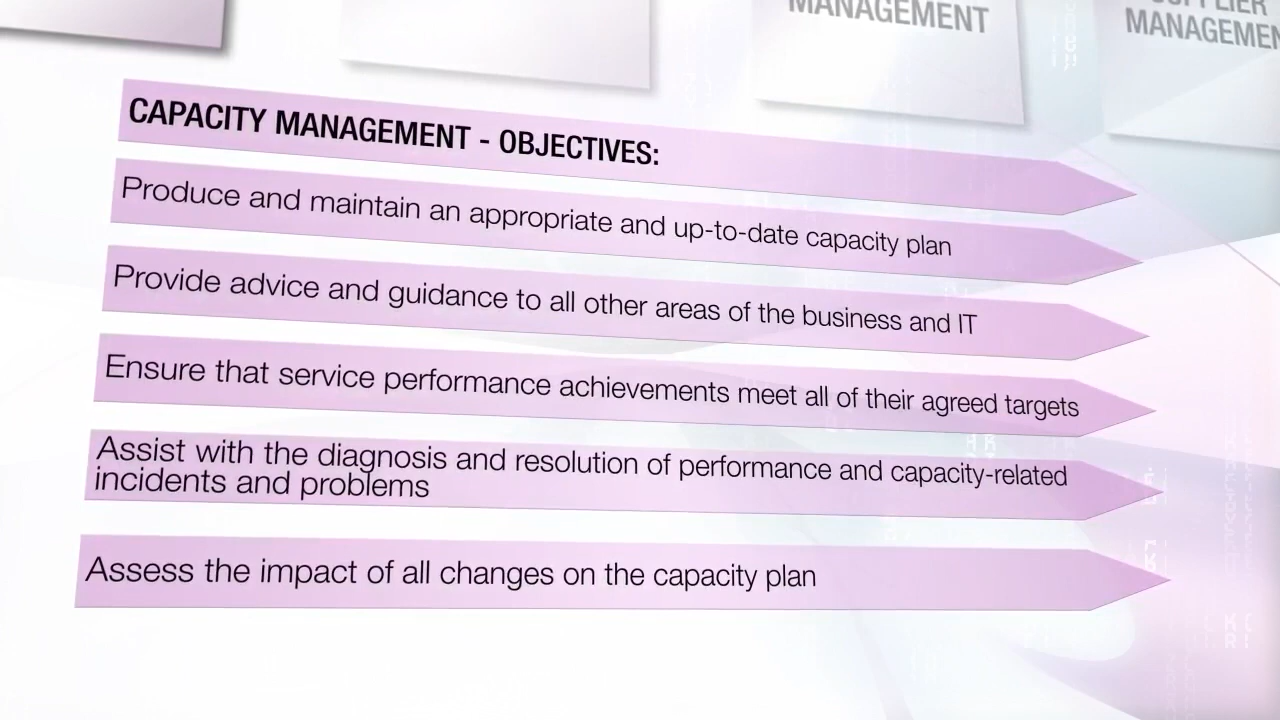 MANAGEMENT
SUPPLIER
MANAGEMEN
CAPACITY MANAGEMENT - OBJECTIVES:
Produce and maintain an appropriate and up-to-date capacity plan
Provide advice and guidance to all other areas of the business and IT
Ensure that service performance achievements meet all of their agreed targets
Assist with the diagnosis and resolution of performance and capacity-related
incidents and problems
Assess the impact of all changes on the capacity plan